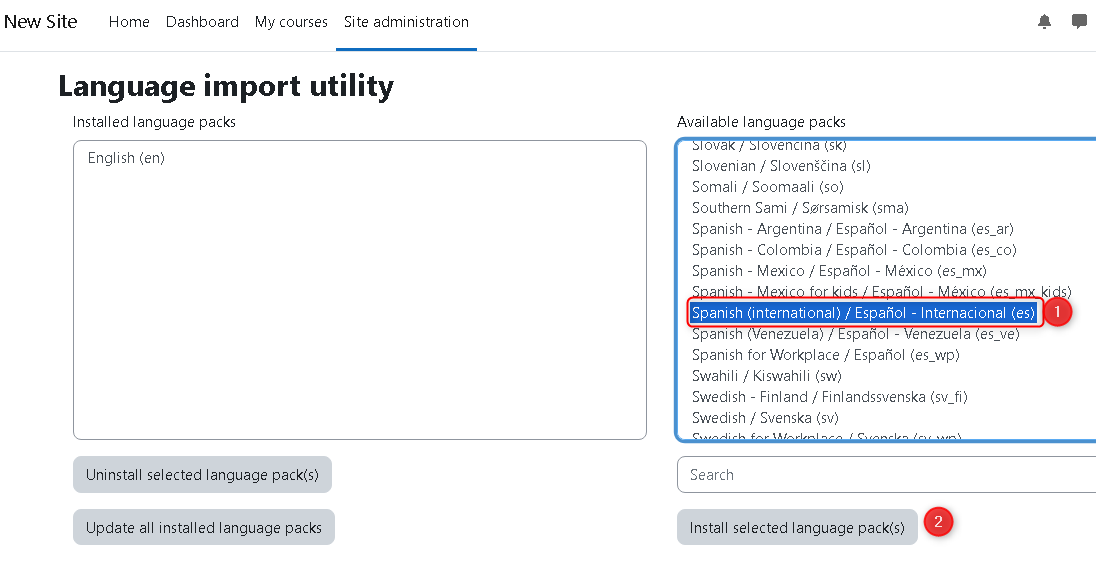 New Site Home Dashboard My courses Site administration
Language import utility
Installed language packs
English (en)
Uninstall selected language pack(s)
Update all installed language packs
Available language packs
Slovak / Slovenčina (sk)
Slovenian / Slovenščina (sl)
Somali / Soomaali (so)
Southern Sami / Sørsamisk (sma)
Spanish - Argentina / Español - Argentina (es_ar)
Spanish - Colombia / Español - Colombia (es_co)
Spanish - Mexico / Español - México (es_mx)
Spanish - Mexico for kids / Español - México (es_mx_kids)
Spanish (international) / Español - Internacional (es) 1
Spanish (Venezuela) / Español - Venezuela (es_ve)
Spanish for Workplace / Español (es_wp)
Swahili / Kiswahili (sw)
Swedish - Finland / Finlandssvenska (sv_fi)
Swedish / Svenska (sv)
Swedish for Workplace / Svenska (sv_wp)
Search
Install selected language pack(s) 2